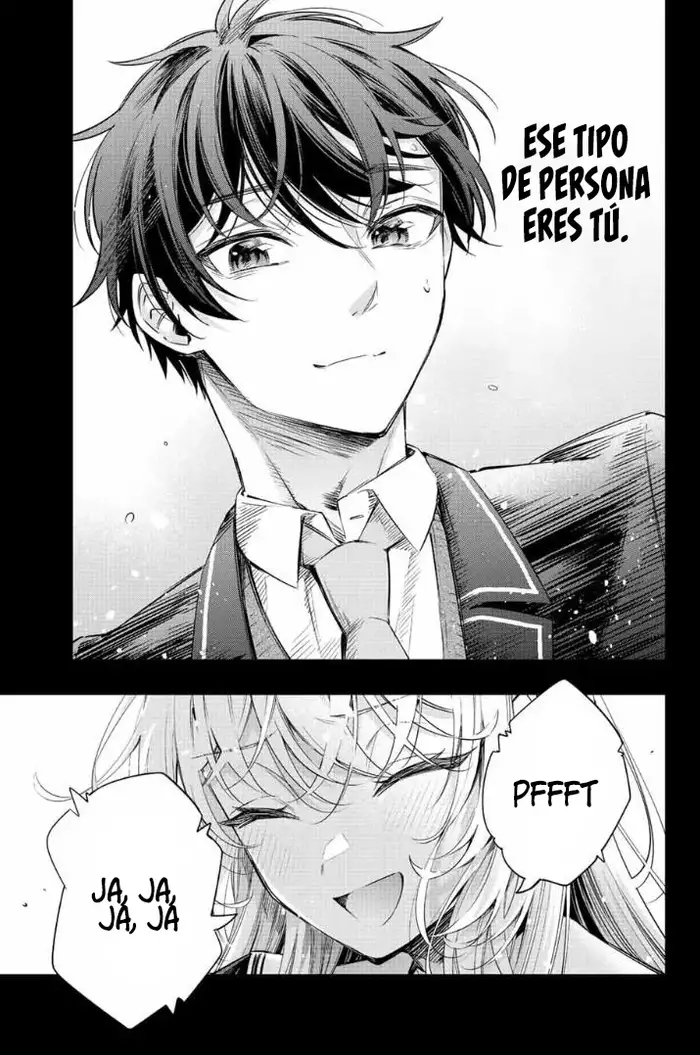 ESE TIPO
DE PERSONA
ERES TÚ.
PFFFT
JA, JA,
JA, JA